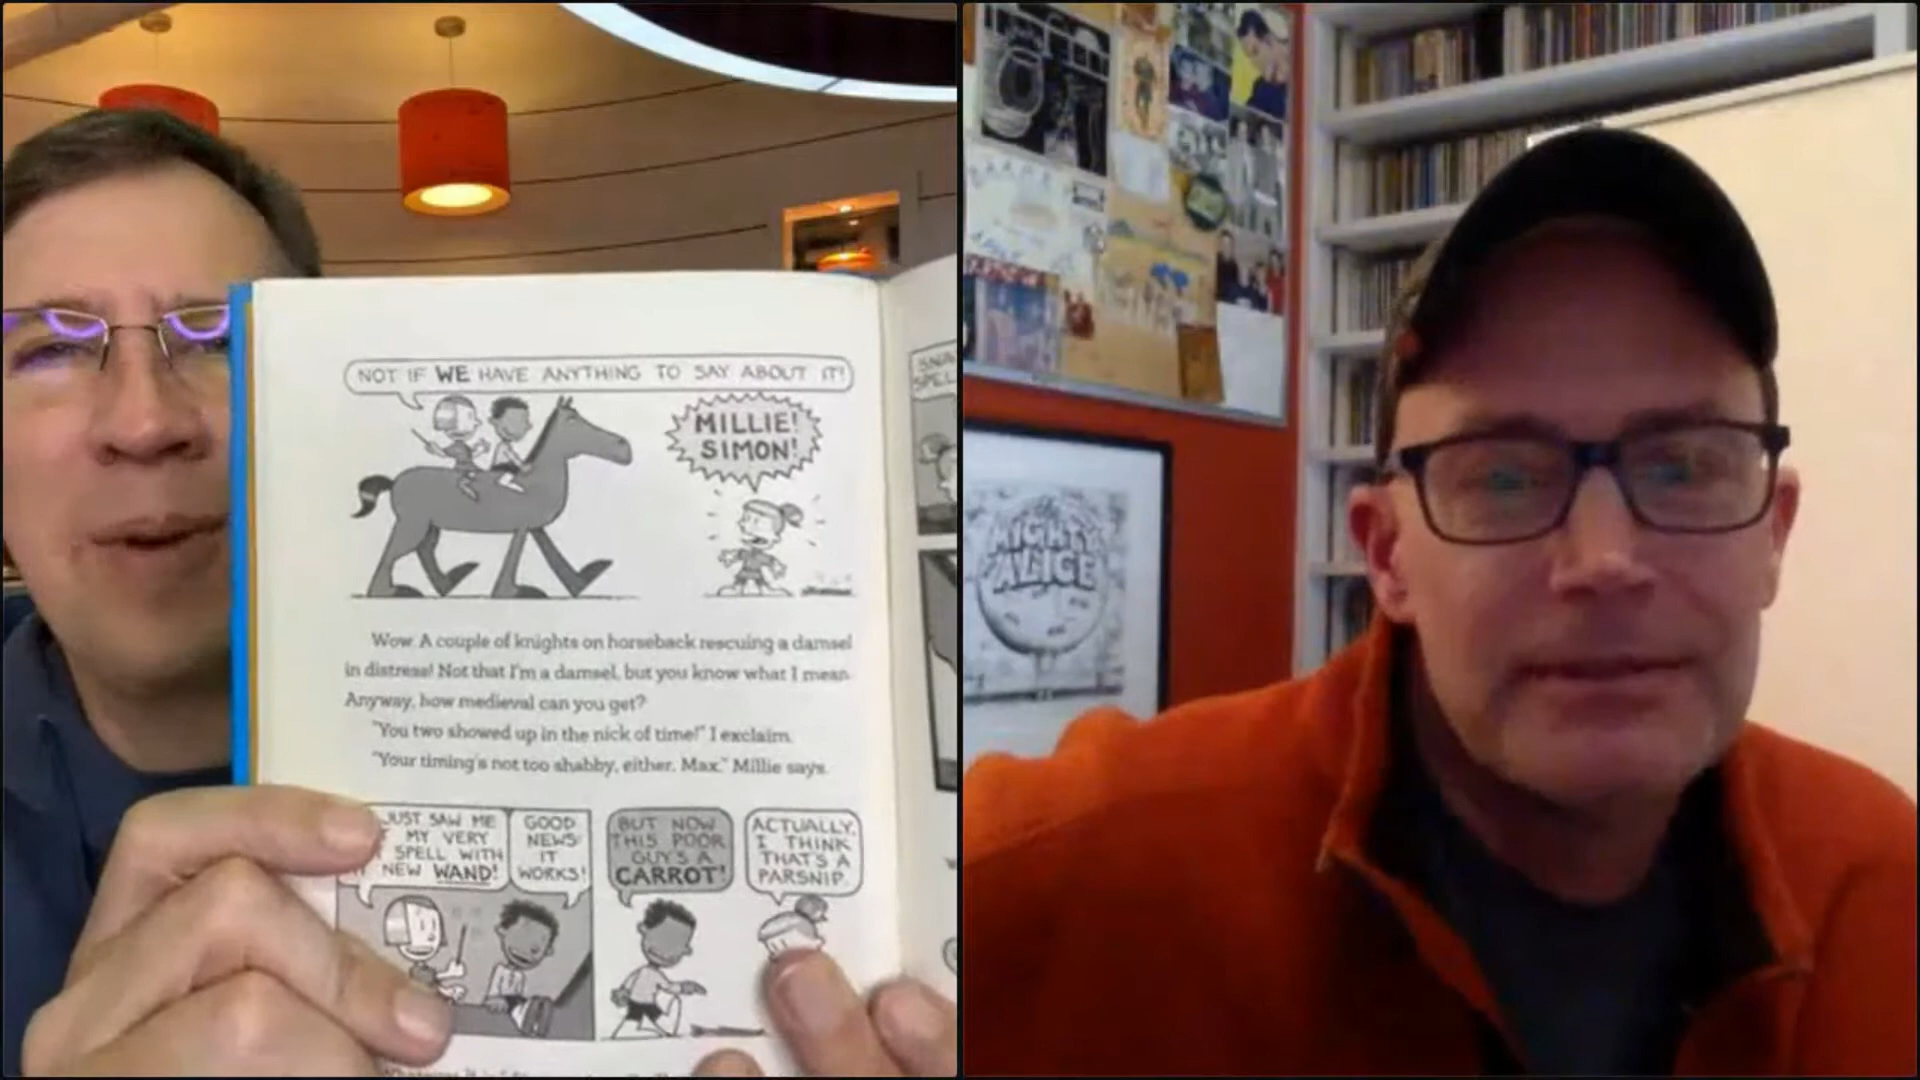 NOT IF WE HAVE ANYTHING TO SAY ABOUT IT!
MILLIE!
SIMON!
Wow. A couple of knights on horseback rescuing a damsel
in distress! Not that I'm a damsel, but you know what I mean.
Anyway, how medieval can you get?
"You two showed up in the nick of time!" I exclaim.
"Your timing's not too shabby, either, Max." Millie says.
JUST SAW ME
MY VERY
SPELL WITH
NEW WAND!
GOOD
NEWS:
IT
WORKS!
BUT NOW
THIS POOR
GUY'S A
CARROT!
ACTUALLY,
I THINK
THAT'S A
PARSNIP.
MIGHTY
ALICE